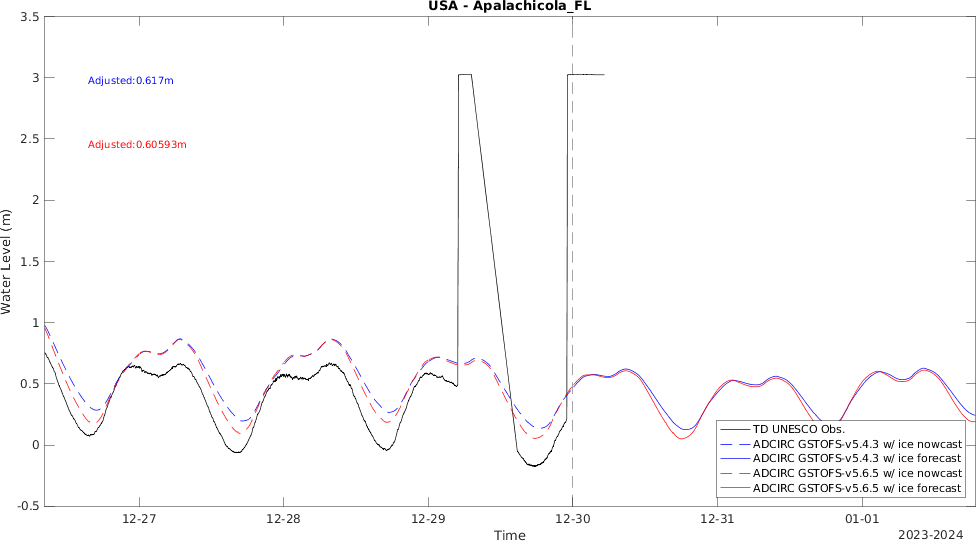 USA - Apalachicola_FL
3.5
3
2.5
2
1.5
1
0.5
0
-0.5
Water Level (m)
Adjusted:0.617m
Adjusted:0.60593m
TD UNESCO Obs.
ADCIRC GSTOFS-v5.4.3 w/ ice nowcast
ADCIRC GSTOFS-v5.4.3 w/ ice forecast
ADCIRC GSTOFS-v5.6.5 w/ ice nowcast
ADCIRC GSTOFS-v5.6.5 w/ ice forecast
12-27 12-28 12-29 12-30 12-31 01-01
Time
2023-2024